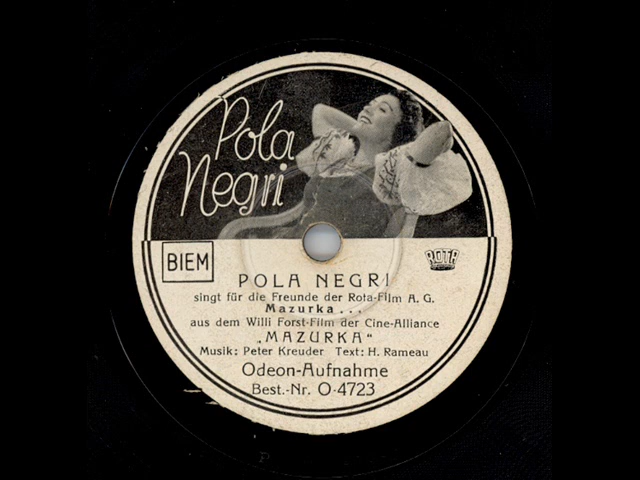 Pola
Negri
BIEM
ROTA
POLA NEGRI
singt für die Freunde der Rota-Film A. G.
Mazurka...
aus dem Willi Forst-Film der Cine-Alliance
„MAZURKA“
Musik: Peter Kreuder Text: H. Rameau
Odeon-Aufnahme
Best.-Nr. O-4723